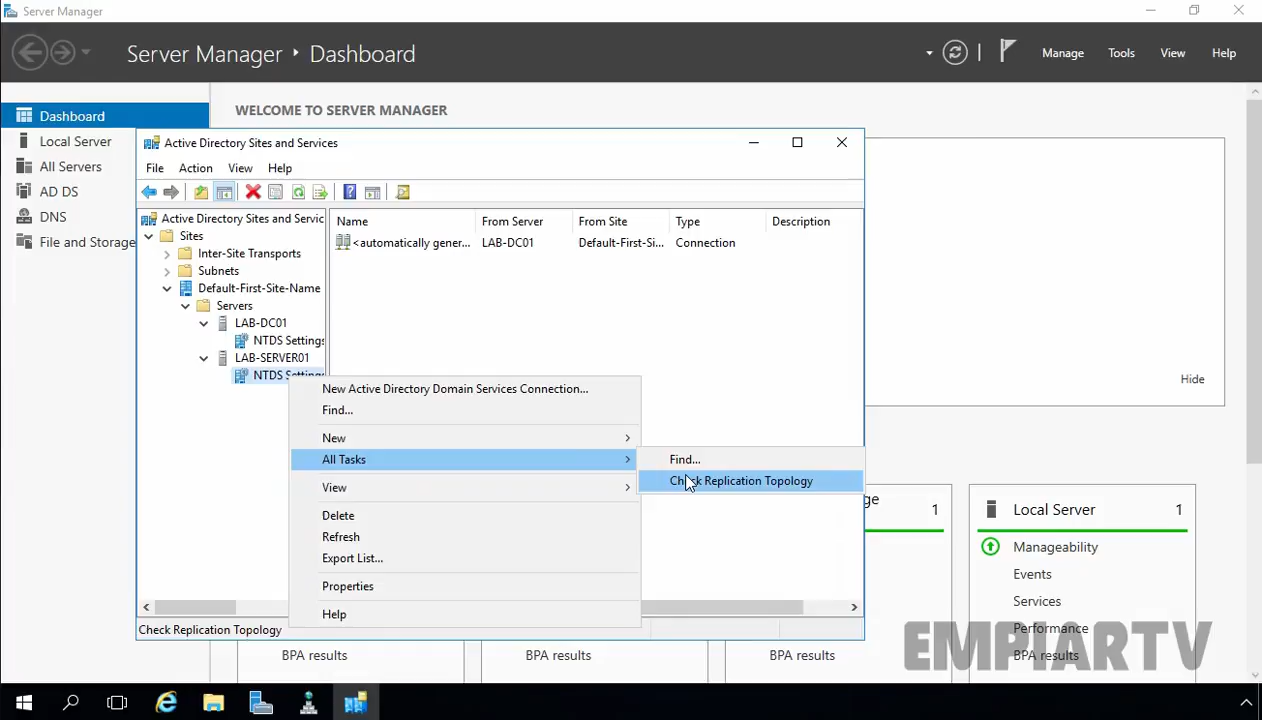 Server Manager
Server Manager ‣ Dashboard
Manage Tools View Help
Dashboard
Local Server
All Servers
AD DS
DNS
File and Storage
WELCOME TO SERVER MANAGER
Active Directory Sites and Services
File Action View Help
Active Directory Sites and Servic
Sites
Inter-Site Transports
Subnets
Default-First-Site-Name
Servers
LAB-DC01
NTDS Settings
LAB-SERVER01
NTDS Settings
Name From Server From Site Type Description
<automatically gener... LAB-DC01 Default-First-Si... Connection
New Active Directory Domain Services Connection...
Find...
New
All Tasks
View
Delete
Refresh
Export List...
Properties
Help
Find...
Check Replication Topology
Check Replication Topology
Hide
ge 1
Local Server 1
Manageability
Events
Services
Performance
BPA results
BPA results
BPA results
BPA results
EMPIARTV